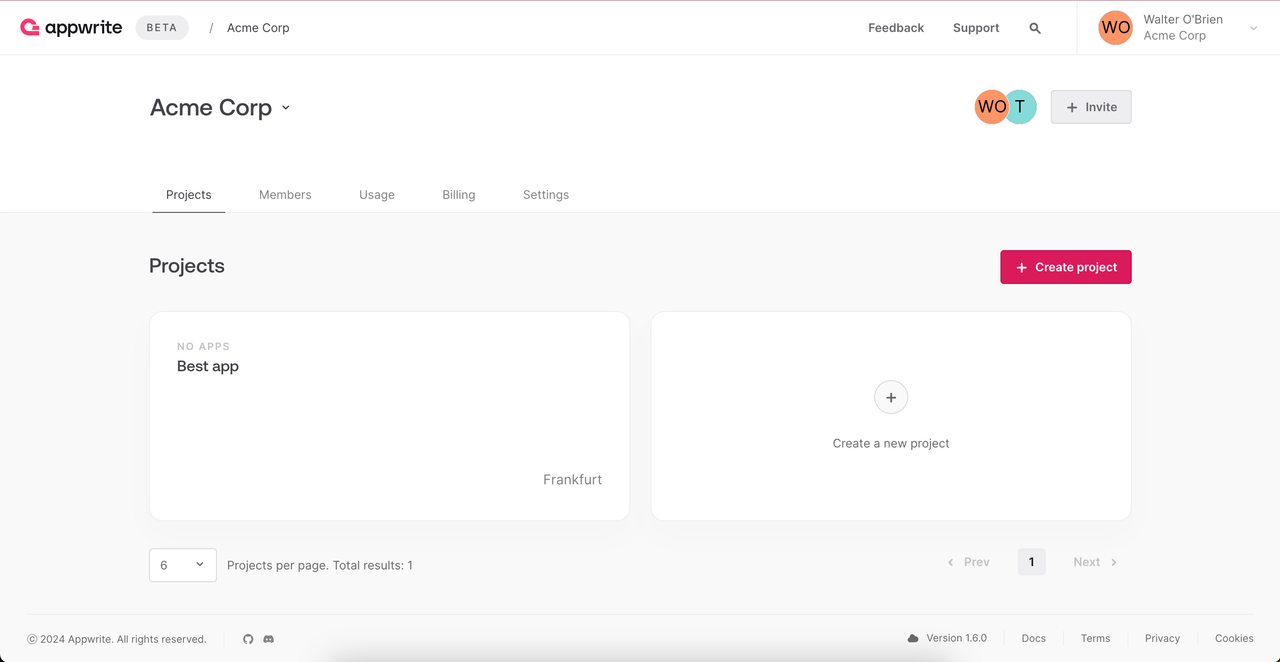 appwrite BETA / Acme Corp Feedback Support WO Walter O'Brien
Acme Corp
Acme Corp WO T + Invite
Projects Members Usage Billing Settings
Projects + Create project
NO APPS
Best app
+
Create a new project
Frankfurt
6 Projects per page. Total results: 1 Prev 1 Next
© 2024 Appwrite. All rights reserved. Version 1.6.0 Docs Terms Privacy Cookies